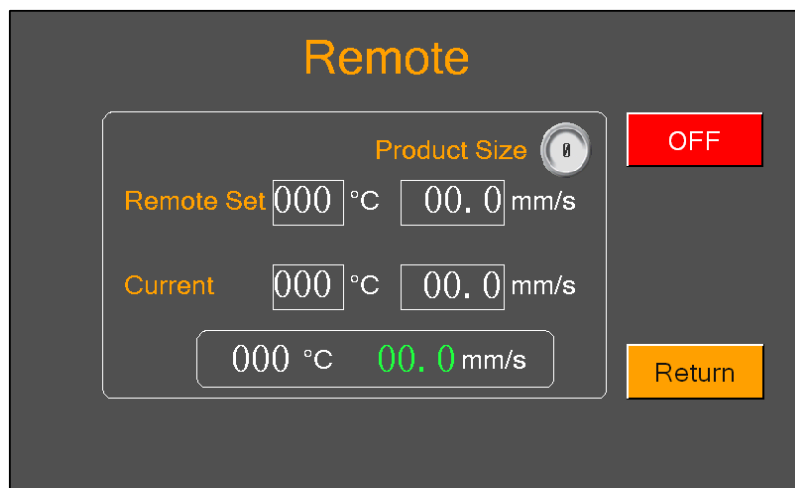 Remote
OFF
Product Size 0
Remote Set 000 °C 00.0 mm/s
Current 000 °C 00.0 mm/s
000 °C 00.0 mm/s
Return